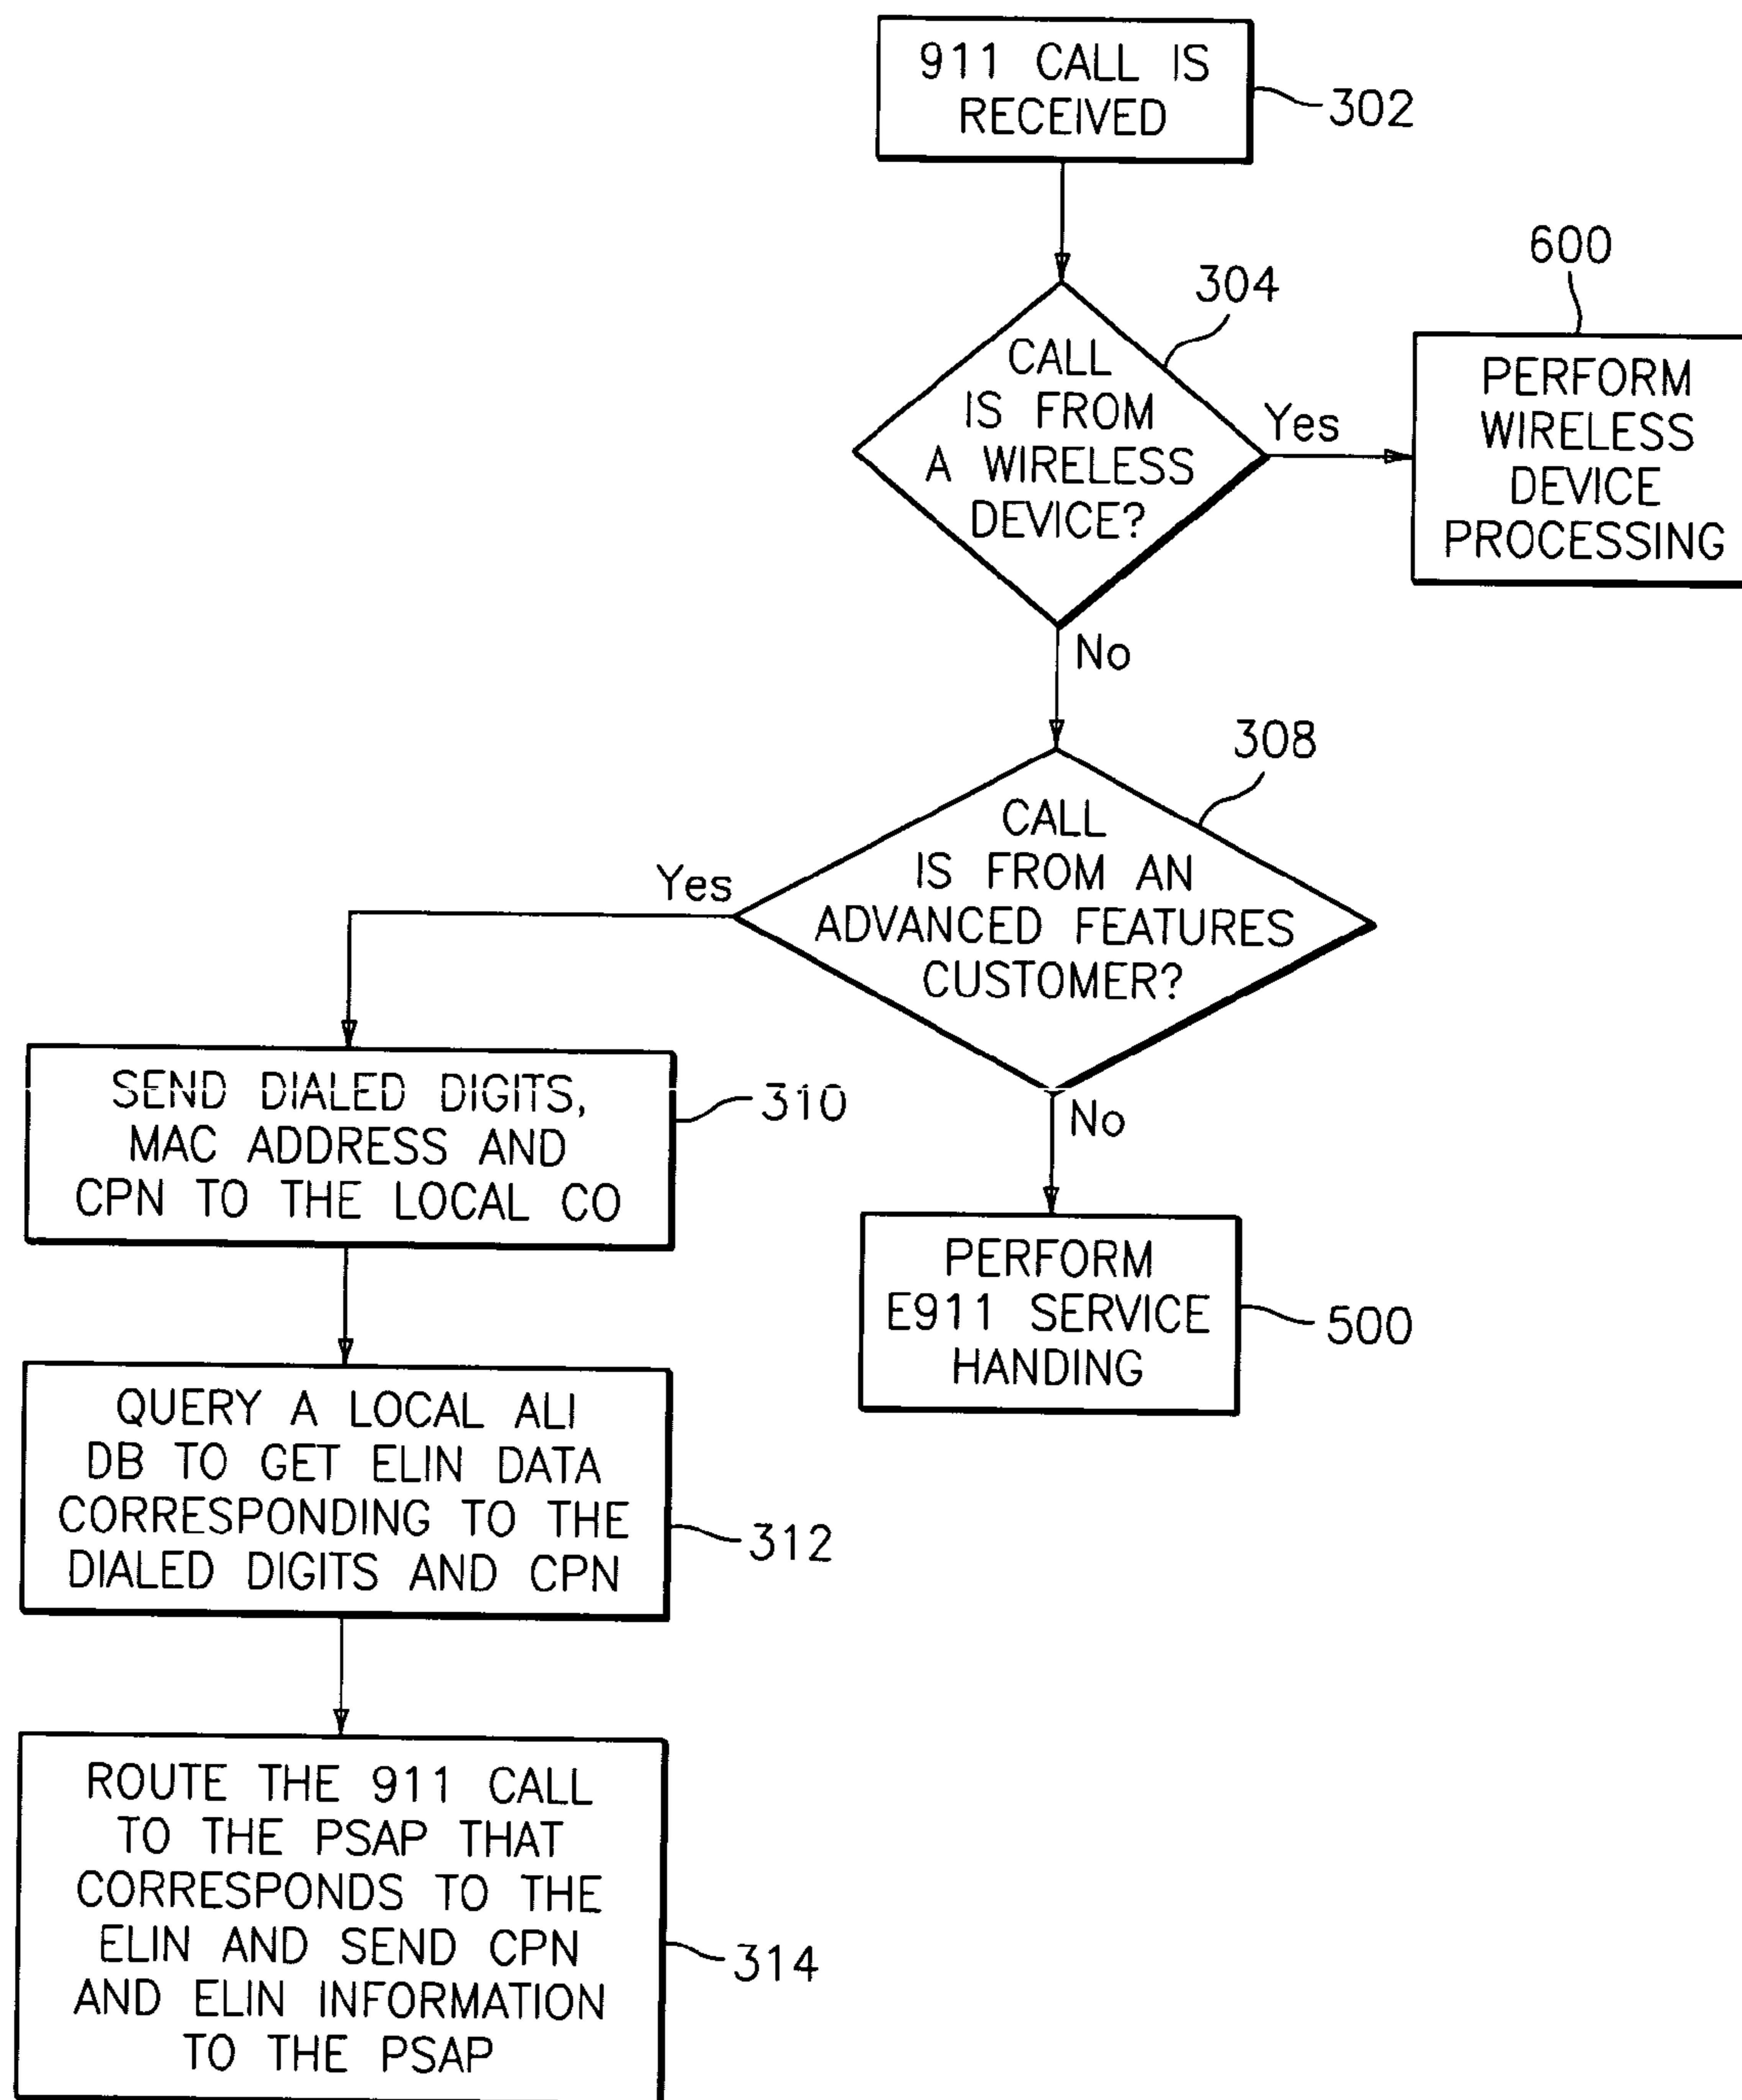 911 CALL IS
RECEIVED
302
304
CALL
IS FROM
A WIRELESS
DEVICE?
Yes
600
PERFORM
WIRELESS
DEVICE
PROCESSING
No
308
CALL
IS FROM AN
ADVANCED FEATURES
CUSTOMER?
Yes
No
SEND DIALED DIGITS,
MAC ADDRESS AND
CPN TO THE LOCAL CO
310
PERFORM
E911 SERVICE
HANDING
500
QUERY A LOCAL ALI
DB TO GET ELIN DATA
CORRESPONDING TO THE
DIALED DIGITS AND CPN
312
ROUTE THE 911 CALL
TO THE PSAP THAT
CORRESPONDS TO THE
ELIN AND SEND CPN
AND ELIN INFORMATION
TO THE PSAP
314